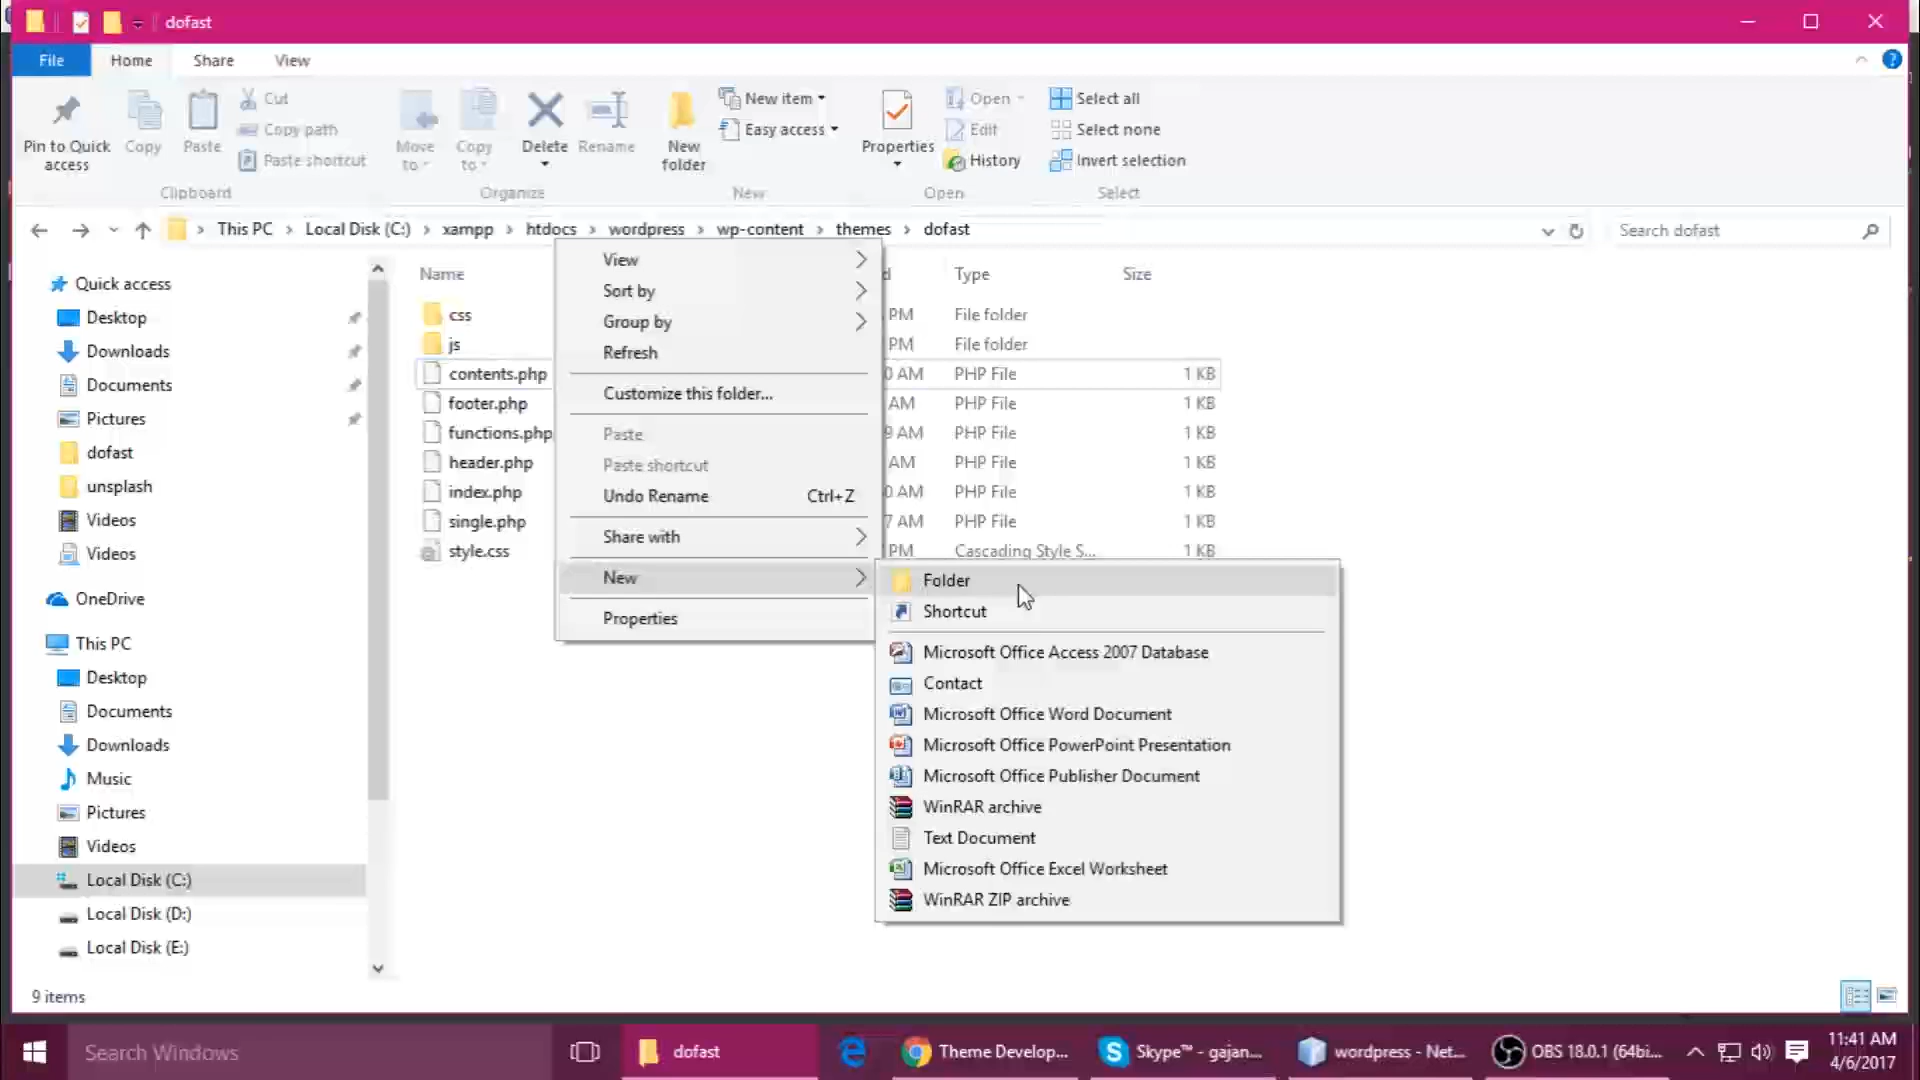 dofast
File Home Share View
Pin to Quick access
Copy
Paste
Cut
Copy path
Paste shortcut
Clipboard
Move to
Copy to
Delete
Rename
Organize
New folder
New item
Easy access
New
Properties
Open
Edit
History
Open
Select all
Select none
Invert selection
Select
This PC > Local Disk (C:) > xampp > htdocs > wordpress > wp-content > themes > dofast
Search dofast
Quick access
Desktop
Downloads
Documents
Pictures
dofast
unsplash
Videos
Videos
OneDrive
This PC
Desktop
Documents
Downloads
Music
Pictures
Videos
Local Disk (C:)
Local Disk (D:)
Local Disk (E:)
Name d Type Size
css PM File folder
js PM File folder
contents.php 0 AM PHP File 1 KB
footer.php AM PHP File 1 KB
functions.php 9 AM PHP File 1 KB
header.php AM PHP File 1 KB
index.php 0 AM PHP File 1 KB
single.php 7 AM PHP File 1 KB
style.css PM Cascading Style S... 1 KB
View
Sort by
Group by
Refresh
Customize this folder...
Paste
Paste shortcut
Undo Rename Ctrl+Z
Share with
New
Properties
Folder
Shortcut
Microsoft Office Access 2007 Database
Contact
Microsoft Office Word Document
Microsoft Office PowerPoint Presentation
Microsoft Office Publisher Document
WinRAR archive
Text Document
Microsoft Office Excel Worksheet
WinRAR ZIP archive
9 items
Search Windows
dofast
Theme Develop...
Skype™ - gajan...
wordpress - Net...
OBS 18.0.1 (64bi...
11:41 AM
4/6/2017